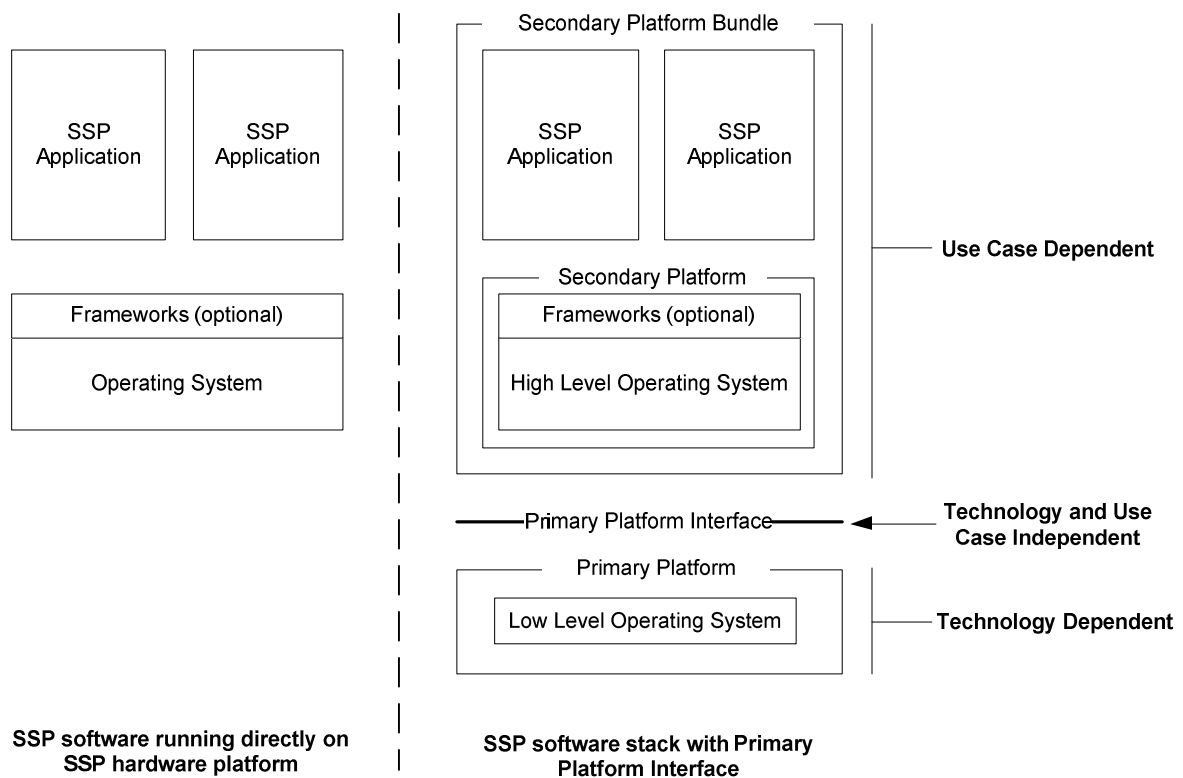 SSP
Application
SSP
Application
Frameworks (optional)
Operating System
SSP software running directly on
SSP hardware platform
Secondary Platform Bundle
SSP
Application
SSP
Application
Secondary Platform
Frameworks (optional)
High Level Operating System
Use Case Dependent
Primary Platform Interface
Technology and Use
Case Independent
Primary Platform
Low Level Operating System
Technology Dependent
SSP software stack with Primary
Platform Interface